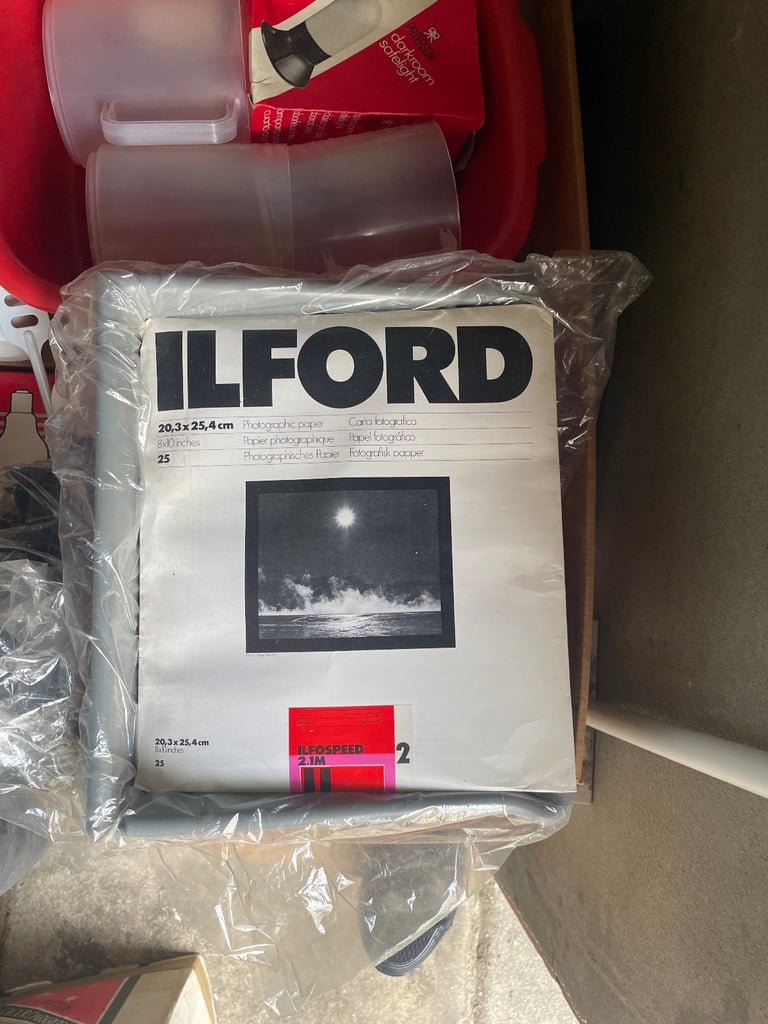 darkroom
safelight
ILFORD
20,3 x 25,4 cm Photographic paper Carta fotografica
8x10 inches Papier photographique Papel fotográfico
25 Photographisches Papier Fotografisk papper
20,3 x 25,4 cm
8x10 inches
25
ILFOSPEED
2.1M
2